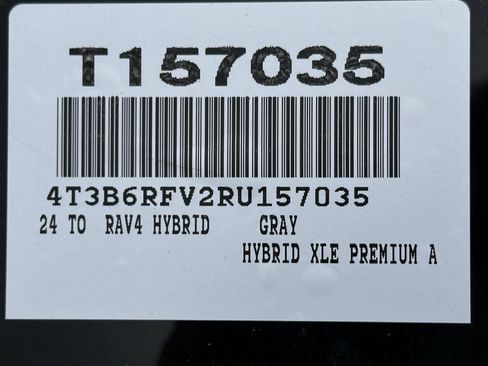 T157035
4T3B6RFV2RU157035
24 TO RAV4 HYBRID GRAY
HYBRID XLE PREMIUM A